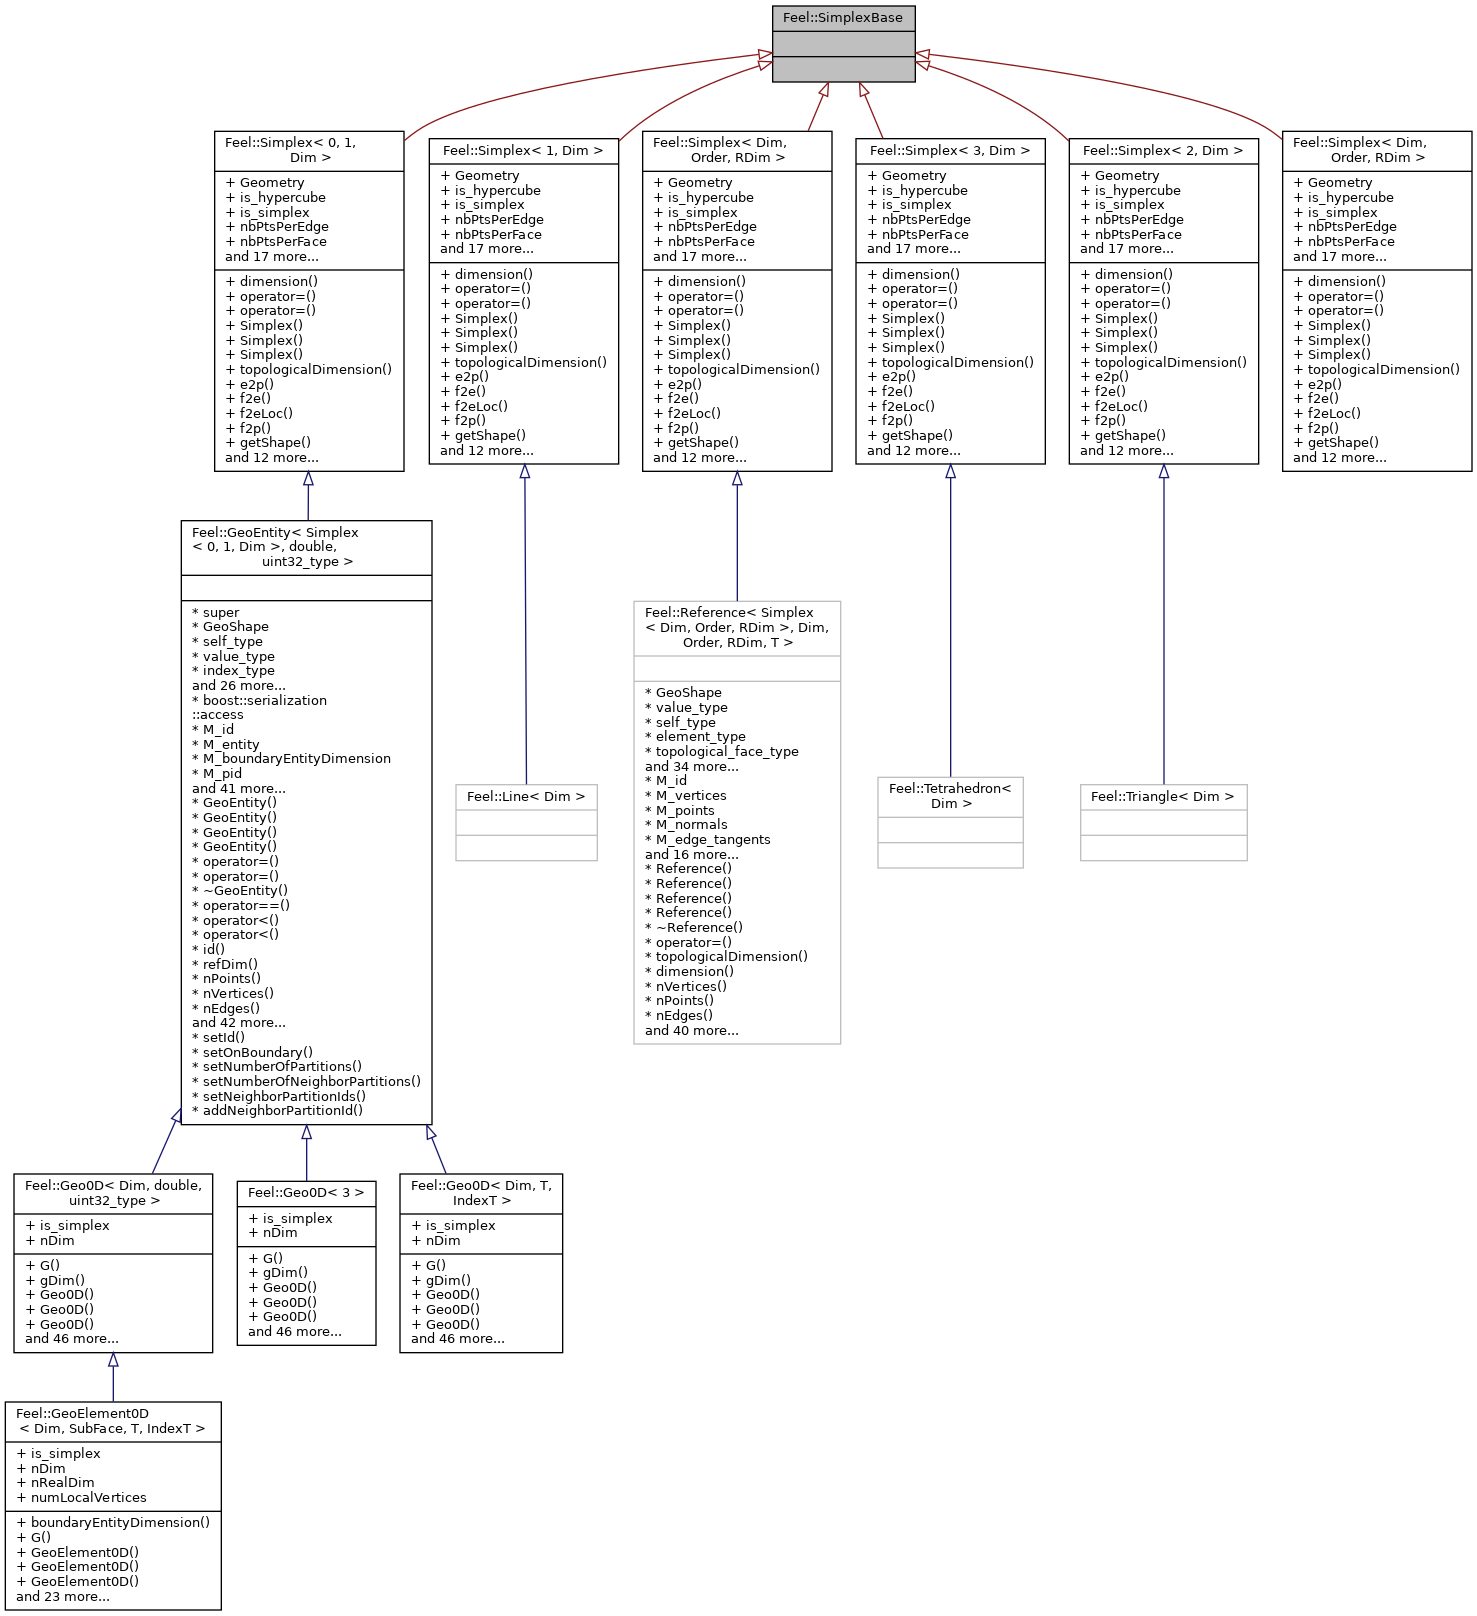 Feel::SimplexBase
Feel::Simplex< 0, 1,
Dim >
+ Geometry
+ is_hypercube
+ is_simplex
+ nbPtsPerEdge
+ nbPtsPerFace
and 17 more...
+ dimension()
+ operator=()
+ operator=()
+ Simplex()
+ Simplex()
+ Simplex()
+ topologicalDimension()
+ e2p()
+ f2e()
+ f2eLoc()
+ f2p()
+ getShape()
and 12 more...
Feel::Simplex< 1, Dim >
+ Geometry
+ is_hypercube
+ is_simplex
+ nbPtsPerEdge
+ nbPtsPerFace
and 17 more...
+ dimension()
+ operator=()
+ operator=()
+ Simplex()
+ Simplex()
+ Simplex()
+ topologicalDimension()
+ e2p()
+ f2e()
+ f2eLoc()
+ f2p()
+ getShape()
and 12 more...
Feel::Simplex< Dim,
Order, RDim >
+ Geometry
+ is_hypercube
+ is_simplex
+ nbPtsPerEdge
+ nbPtsPerFace
and 17 more...
+ dimension()
+ operator=()
+ operator=()
+ Simplex()
+ Simplex()
+ Simplex()
+ topologicalDimension()
+ e2p()
+ f2e()
+ f2eLoc()
+ f2p()
+ getShape()
and 12 more...
Feel::Simplex< 3, Dim >
+ Geometry
+ is_hypercube
+ is_simplex
+ nbPtsPerEdge
+ nbPtsPerFace
and 17 more...
+ dimension()
+ operator=()
+ operator=()
+ Simplex()
+ Simplex()
+ Simplex()
+ topologicalDimension()
+ e2p()
+ f2e()
+ f2eLoc()
+ f2p()
+ getShape()
and 12 more...
Feel::Simplex< 2, Dim >
+ Geometry
+ is_hypercube
+ is_simplex
+ nbPtsPerEdge
+ nbPtsPerFace
and 17 more...
+ dimension()
+ operator=()
+ operator=()
+ Simplex()
+ Simplex()
+ Simplex()
+ topologicalDimension()
+ e2p()
+ f2e()
+ f2eLoc()
+ f2p()
+ getShape()
and 12 more...
Feel::Simplex< Dim,
Order, RDim >
+ Geometry
+ is_hypercube
+ is_simplex
+ nbPtsPerEdge
+ nbPtsPerFace
and 17 more...
+ dimension()
+ operator=()
+ operator=()
+ Simplex()
+ Simplex()
+ Simplex()
+ topologicalDimension()
+ e2p()
+ f2e()
+ f2eLoc()
+ f2p()
+ getShape()
and 12 more...
Feel::GeoEntity< Simplex
< 0, 1, Dim >, double,
uint32_type >
* super
* GeoShape
* self_type
* value_type
* index_type
and 26 more...
* boost::serialization
::access
* M_id
* M_entity
* M_boundaryEntityDimension
* M_pid
and 41 more...
* GeoEntity()
* GeoEntity()
* GeoEntity()
* GeoEntity()
* operator=()
* operator=()
* ~GeoEntity()
* operator==()
* operator<()
* operator<()
* id()
* refDim()
* nPoints()
* nVertices()
* nEdges()
and 42 more...
* setId()
* setOnBoundary()
* setNumberOfPartitions()
* setNumberOfNeighborPartitions()
* setNeighborPartitionIds()
* addNeighborPartitionId()
Feel::Line< Dim >
Feel::Reference< Simplex
< Dim, Order, RDim >, Dim,
Order, RDim, T >
* GeoShape
* value_type
* self_type
* element_type
* topological_face_type
and 34 more...
* M_id
* M_vertices
* M_points
* M_normals
* M_edge_tangents
and 16 more...
* Reference()
* Reference()
* Reference()
* Reference()
* ~Reference()
* operator=()
* topologicalDimension()
* dimension()
* nVertices()
* nPoints()
* nEdges()
and 40 more...
Feel::Tetrahedron<
Dim >
Feel::Triangle< Dim >
Feel::Geo0D< Dim, double,
uint32_type >
+ is_simplex
+ nDim
+ G()
+ gDim()
+ Geo0D()
+ Geo0D()
+ Geo0D()
and 46 more...
Feel::Geo0D< 3 >
+ is_simplex
+ nDim
+ G()
+ gDim()
+ Geo0D()
+ Geo0D()
+ Geo0D()
and 46 more...
Feel::Geo0D< Dim, T,
IndexT >
+ is_simplex
+ nDim
+ G()
+ gDim()
+ Geo0D()
+ Geo0D()
+ Geo0D()
and 46 more...
Feel::GeoElement0D
< Dim, SubFace, T, IndexT >
+ is_simplex
+ nDim
+ nRealDim
+ numLocalVertices
+ boundaryEntityDimension()
+ G()
+ GeoElement0D()
+ GeoElement0D()
+ GeoElement0D()
and 23 more...